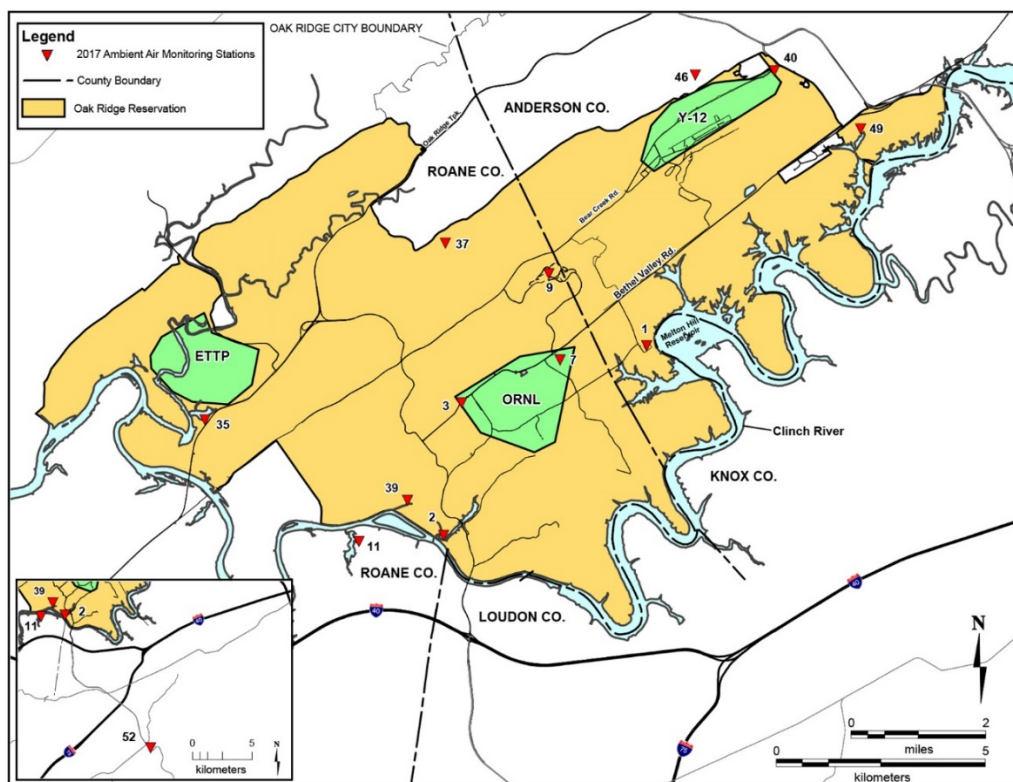 Legend
2017 Ambient Air Monitoring Stations
County Boundary
Oak Ridge Reservation
OAK RIDGE CITY BOUNDARY
40
46
ANDERSON CO.
Y-12
49
Oak Ridge Tpk.
ROANE CO.
Bear Creek Rd.
37
Bethel Valley Rd.
9
1
Melton Hill
Reservoir
ETTP
7
ORNL
3
35
Clinch River
KNOX CO.
39
2
11
ROANE CO.
LOUDON CO.
40
75
N
0 2
miles
0 5
kilometers
39
2
11
52
0 5
kilometers
N